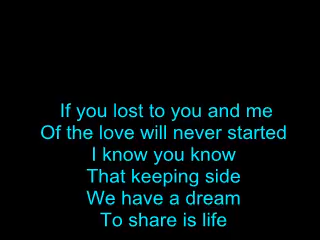 If you lost to you and me
Of the love will never started
I know you know
That keeping side
We have a dream
To share is life